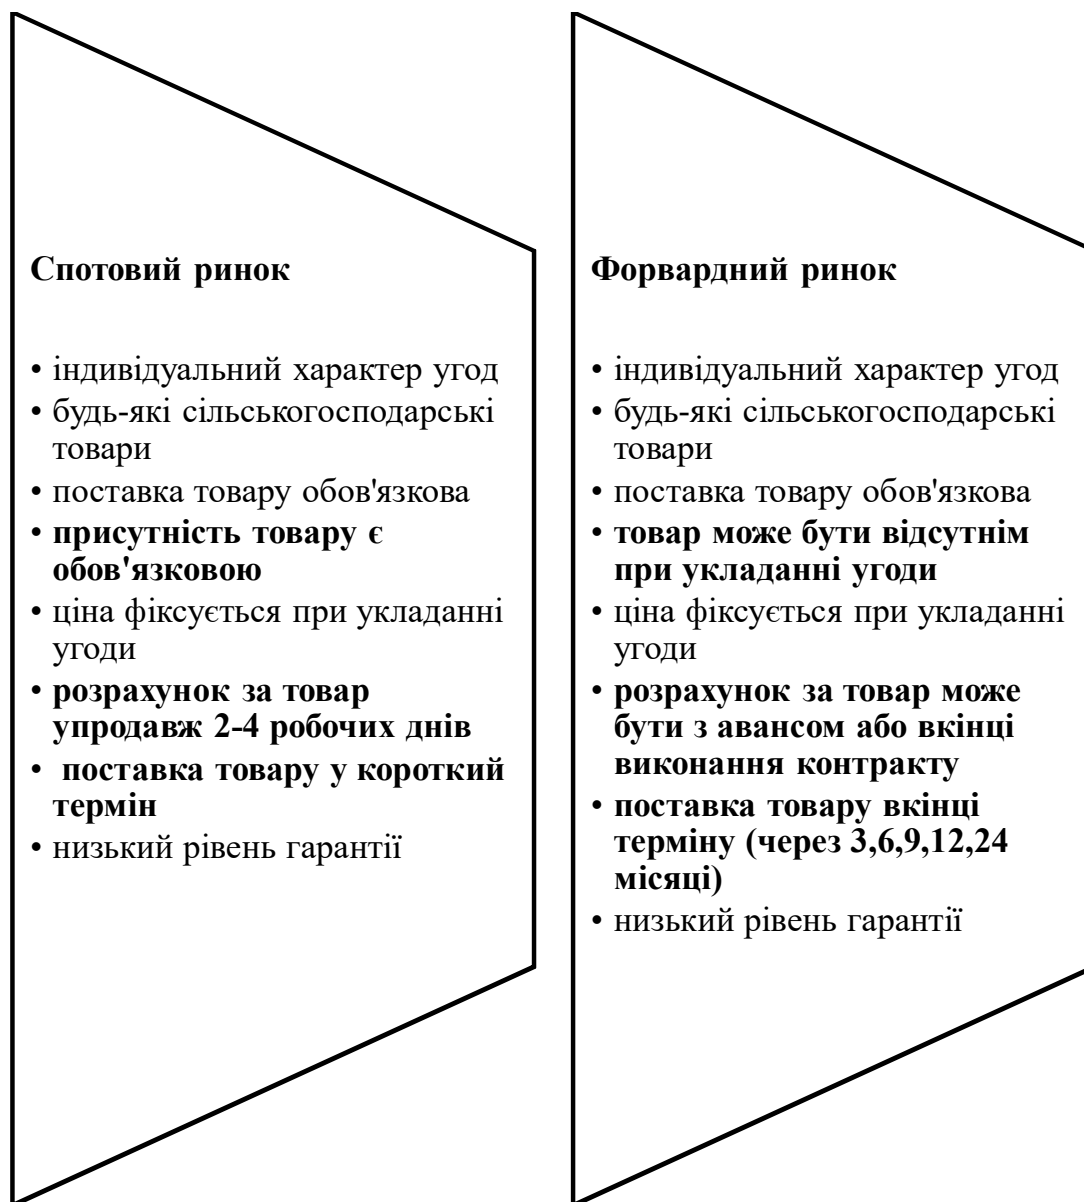 Спотовий ринок
• індивідуальний характер угод
• будь-які сільськогосподарські
товари
• поставка товару обов'язкова
• присутність товару є
обов'язковою
• ціна фіксується при укладанні
угоди
• розрахунок за товар
упродавж 2-4 робочих днів
• поставка товару у короткий
термін
• низький рівень гарантії
Форвардний ринок
• індивідуальний характер угод
• будь-які сільськогосподарські
товари
• поставка товару обов'язкова
• товар може бути відсутнім
при укладанні угоди
• ціна фіксується при укладанні
угоди
• розрахунок за товар може
бути з авансом або вкінці
виконання контракту
• поставка товару вкінці
терміну (через 3,6,9,12,24
місяці)
• низький рівень гарантії